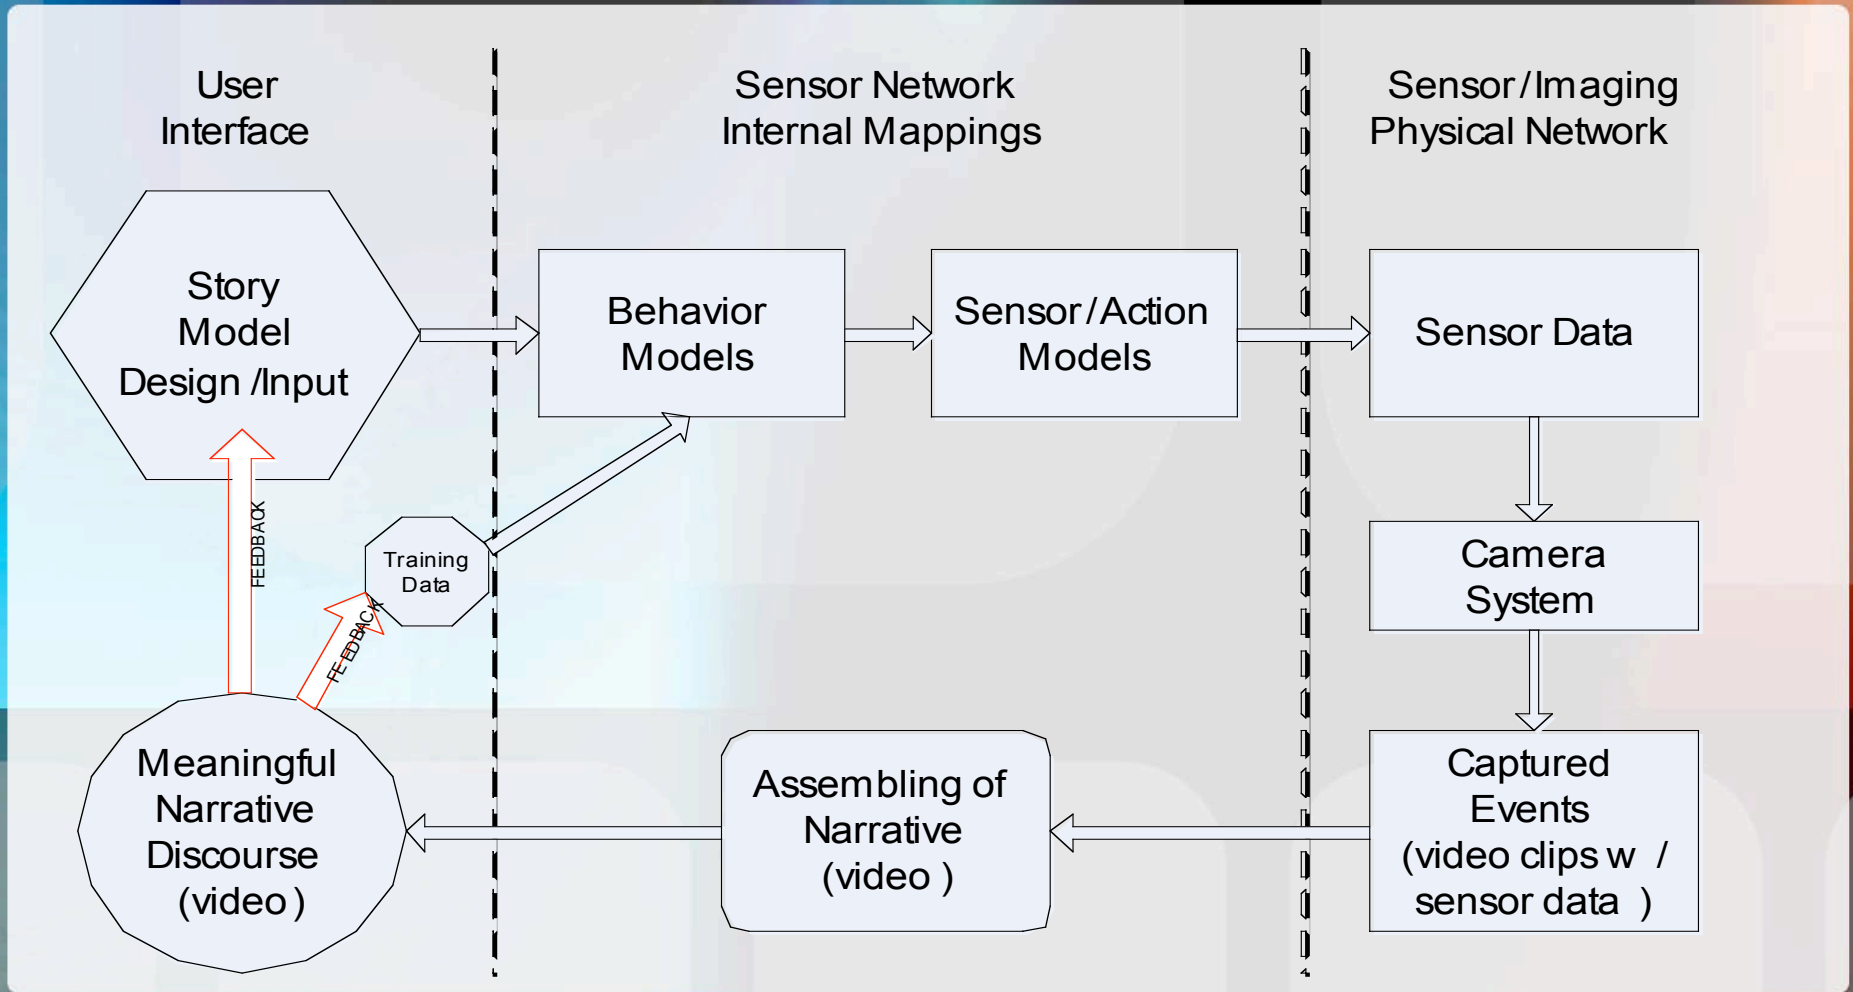 User
Interface
Sensor Network
Internal Mappings
Sensor/Imaging
Physical Network
Story
Model
Design /Input
Behavior
Models
Sensor/Action
Models
Sensor Data
FEEDBACK
Training
Data
FEEDBACK
Camera
System
Meaningful
Narrative
Discourse
(video)
Assembling of
Narrative
(video )
Captured
Events
(video clips w /
sensor data )